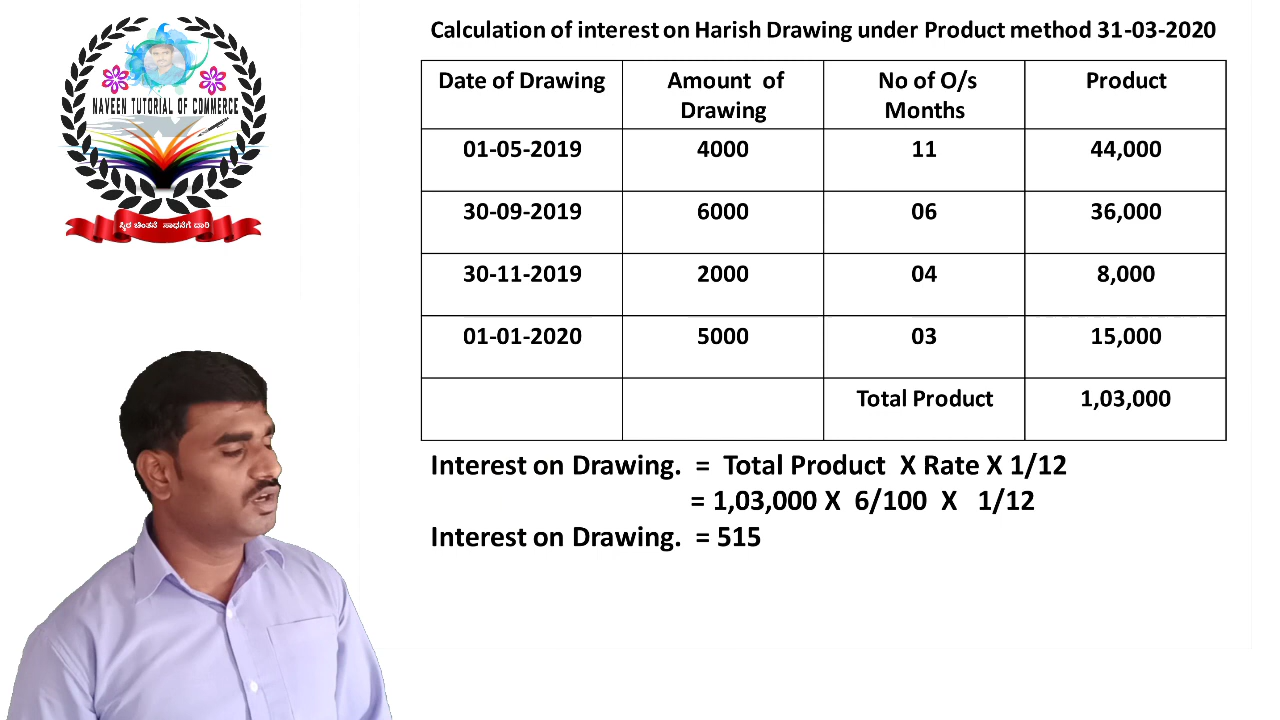 NAVEEN TUTORIAL OF COMMERCE
ಸ್ಥಿರ ಚಿಂತನೆ ಸಾಧನೆಗೆ ದಾರಿ
Calculation of interest on Harish Drawing under Product method 31-03-2020
Date of Drawing Amount of Drawing No of O/s Months Product
01-05-2019 4000 11 44,000
30-09-2019 6000 06 36,000
30-11-2019 2000 04 8,000
01-01-2020 5000 03 15,000
Total Product 1,03,000
Interest on Drawing. = Total Product X Rate X 1/12
= 1,03,000 X 6/100 X 1/12
Interest on Drawing. = 515